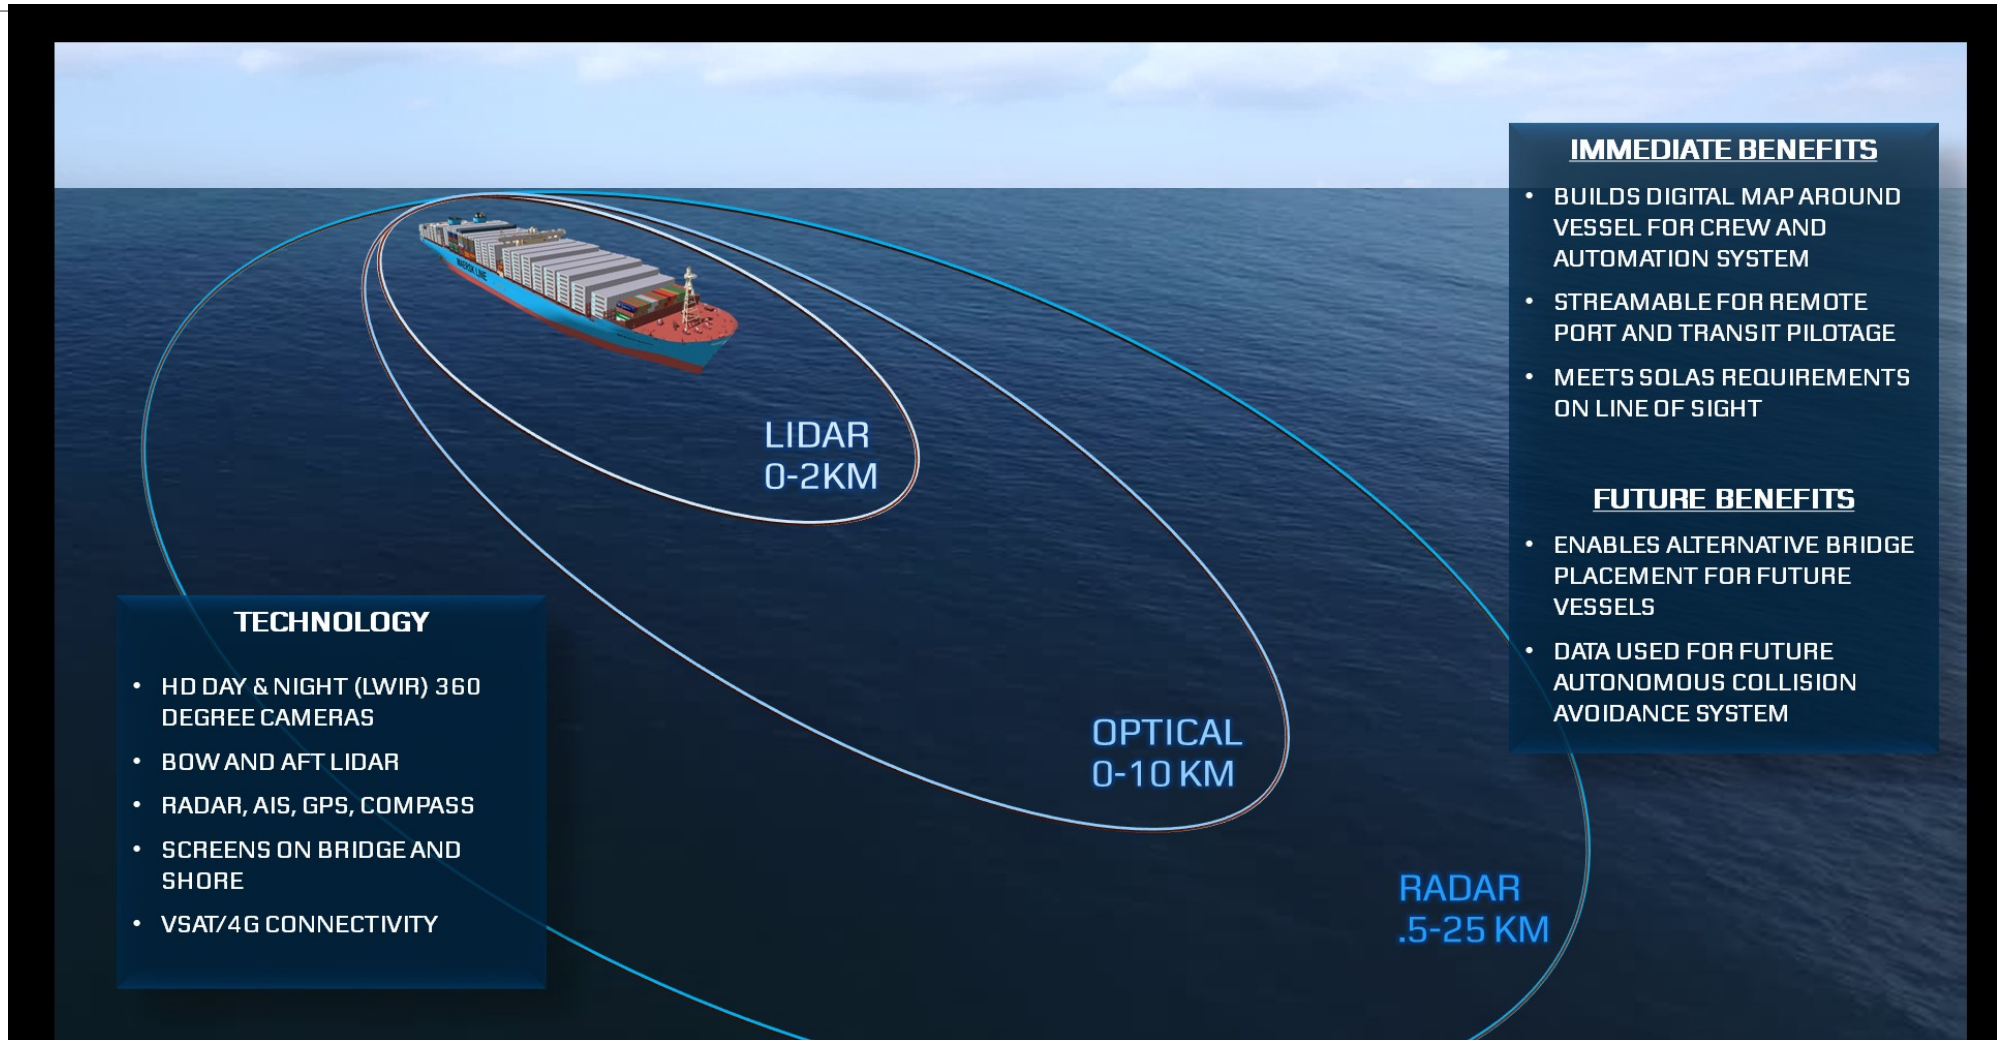 MAERSK LINE
LIDAR
0-2KM
OPTICAL
0-10 KM
RADAR
.5-25 KM
TECHNOLOGY
• HD DAY & NIGHT (LWIR) 360
DEGREE CAMERAS
• BOW AND AFT LIDAR
• RADAR, AIS, GPS, COMPASS
• SCREENS ON BRIDGE AND
SHORE
• VSAT/4G CONNECTIVITY
IMMEDIATE BENEFITS
• BUILDS DIGITAL MAP AROUND
VESSEL FOR CREW AND
AUTOMATION SYSTEM
• STREAMABLE FOR REMOTE
PORT AND TRANSIT PILOTAGE
• MEETS SOLAS REQUIREMENTS
ON LINE OF SIGHT
FUTURE BENEFITS
• ENABLES ALTERNATIVE BRIDGE
PLACEMENT FOR FUTURE
VESSELS
• DATA USED FOR FUTURE
AUTONOMOUS COLLISION
AVOIDANCE SYSTEM